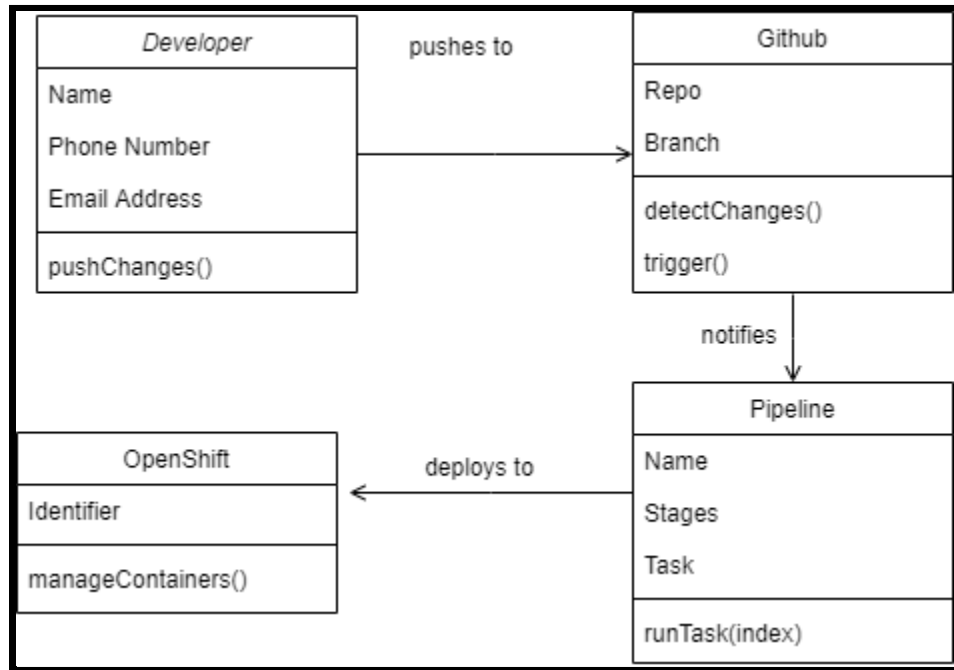 Developer
Name
Phone Number
Email Address
pushChanges()
pushes to
Github
Repo
Branch
detectChanges()
trigger()
notifies
Pipeline
Name
Stages
Task
runTask(index)
deploys to
OpenShift
Identifier
manageContainers()